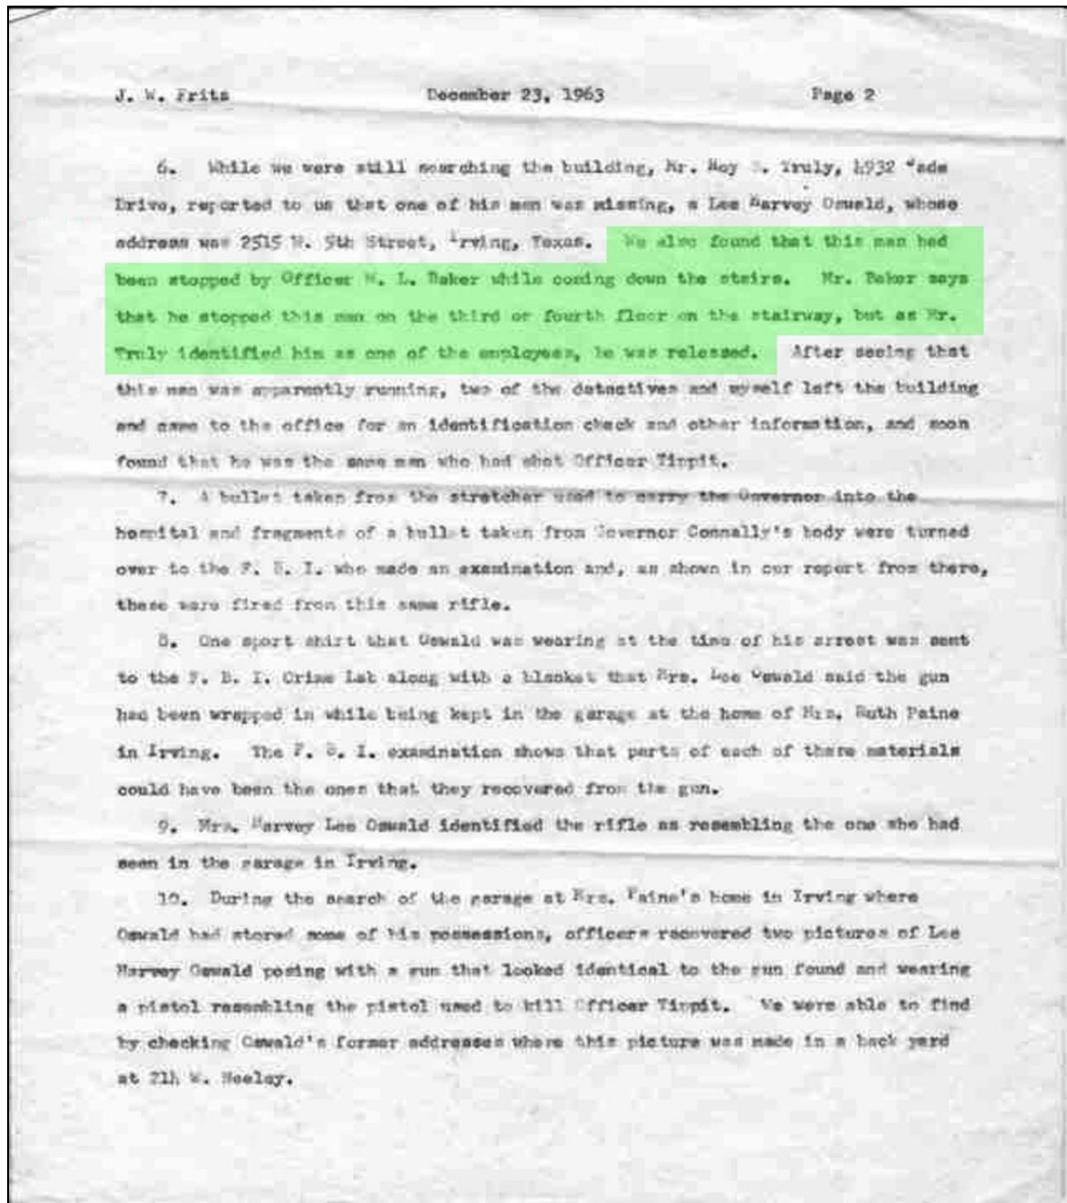 J. W. Fritz December 23, 1963 Page 2
6. While we were still searching the building, Mr. Roy S. Truly, 4932 Jade
Drive, reported to us that one of his men was missing, a Lee Harvey Oswald, whose
address was 2515 W. 5th Street, Irving, Texas. We also found that this man had
been stopped by Officer M. L. Baker while coming down the stairs. Mr. Baker says
that he stopped this man on the third or fourth floor on the stairway, but as Mr.
Truly identified him as one of the employees, he was released. After seeing that
this man was apparently running, two of the detectives and myself left the building
and came to the office for an identification check and other information, and soon
found that he was the same man who had shot Officer Tippit.
7. A bullet taken from the stretcher used to carry the Governor into the
hospital and fragments of a bullet taken from Governor Connally's body were turned
over to the F. B. I. who made an examination and, as shown in our report from there,
these were fired from this same rifle.
8. One sport shirt that Oswald was wearing at the time of his arrest was sent
to the F. B. I. Crime Lab along with a blanket that Mrs. Lee Oswald said the gun
had been wrapped in while being kept in the garage at the home of Mrs. Ruth Paine
in Irving. The F. B. I. examination shows that parts of each of these materials
could have been the ones that they recovered from the gun.
9. Mrs. Harvey Lee Oswald identified the rifle as resembling the one she had
seen in the garage in Irving.
10. During the search of the garage at Mrs. Paine's home in Irving where
Oswald had stored some of his possessions, officers recovered two pictures of Lee
Harvey Oswald posing with a gun that looked identical to the gun found and wearing
a pistol resembling the pistol used to kill Officer Tippit. We were able to find
by checking Oswald's former addresses where this picture was made in a back yard
at 214 W. Neeley.